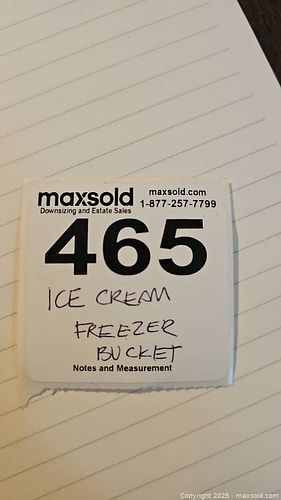 maxsold maxsold.com
Downsizing and Estate Sales 1-877-257-7799
465
ICE CREAM
FREEZER
BUCKET
Notes and Measurement
Copyright 2025 - maxsold.com